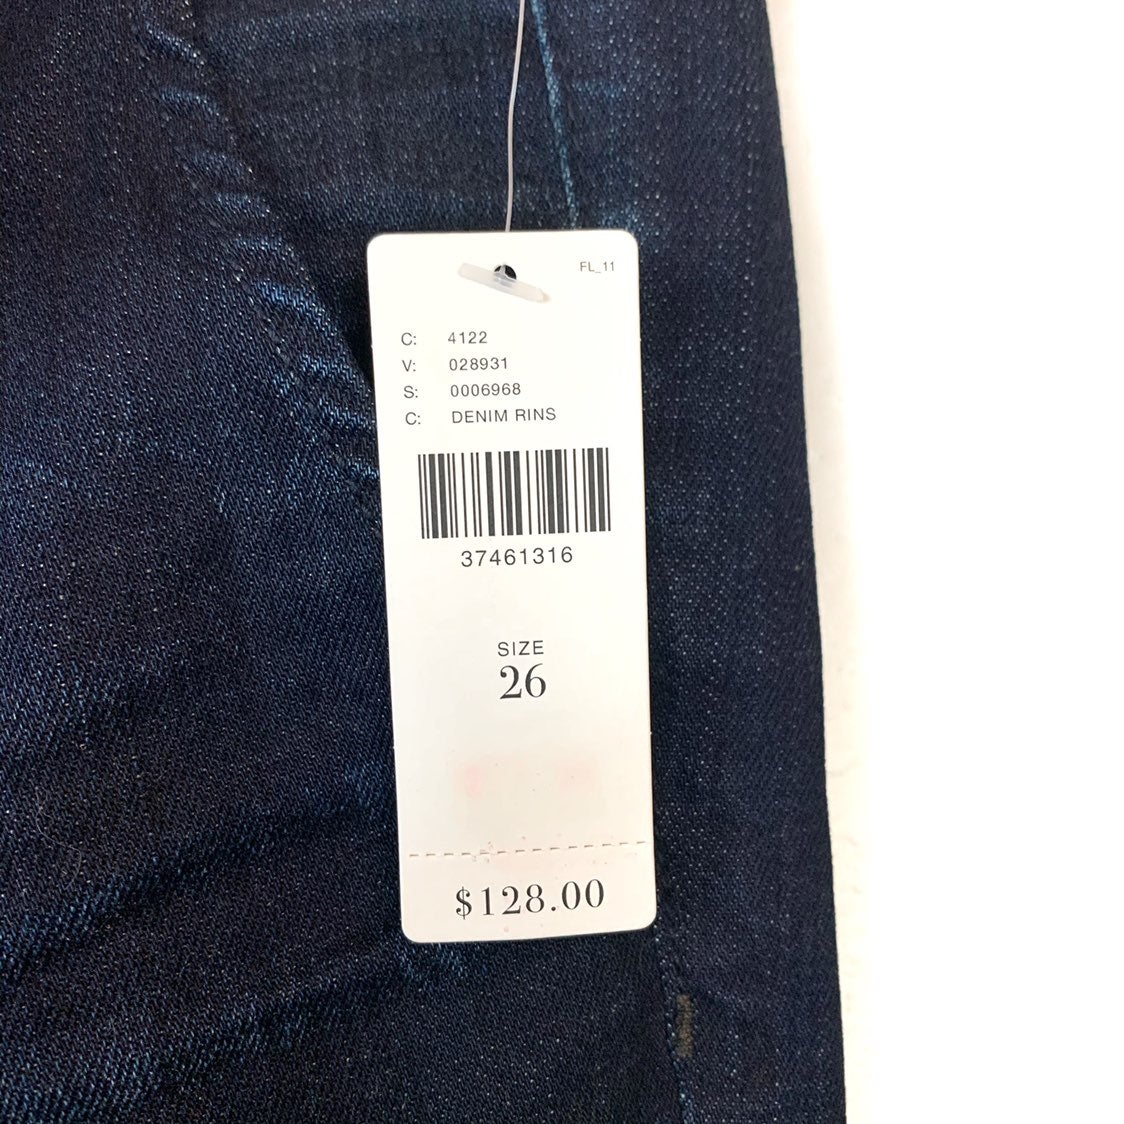 FL_11
C: 4122
V: 028931
S: 0006968
C: DENIM RINS
37461316
SIZE
26
$128.00